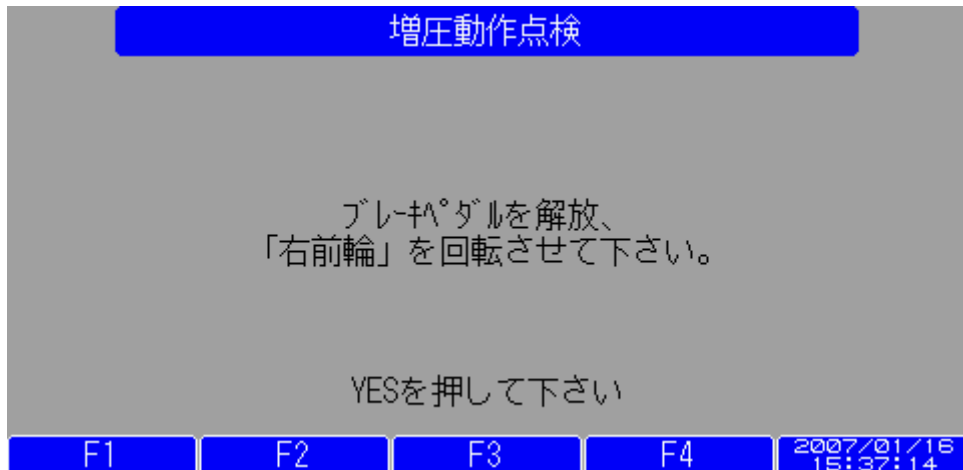 増圧動作点検
ブレーキペダルを解放、
「右前輪」を回転させて下さい。
YESを押して下さい
F1 F2 F3 F4 2007/01/16
15:37:14